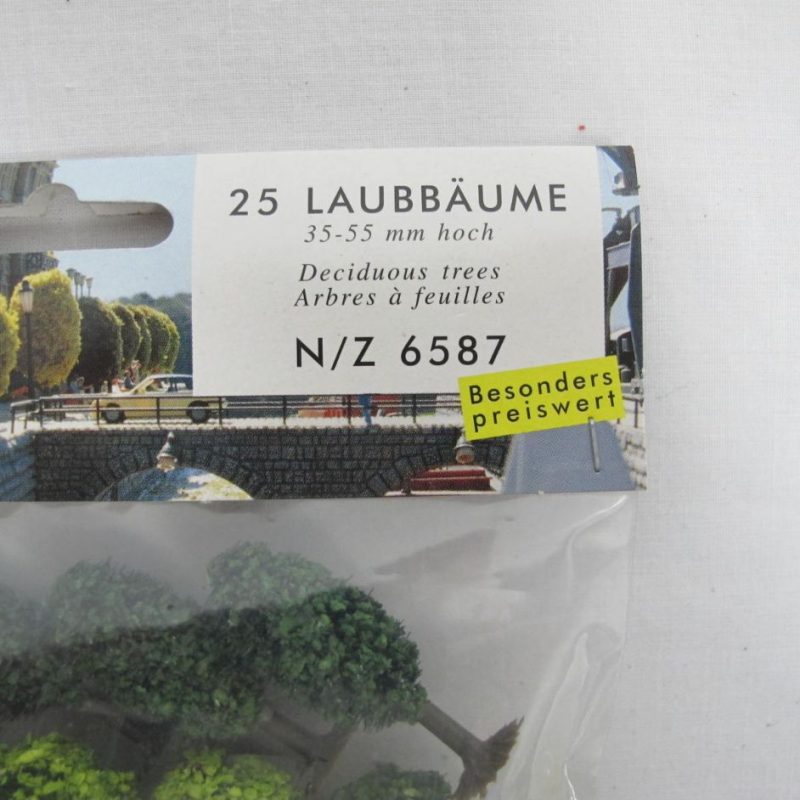 25 LAUBBÄUME
35-55 mm hoch
Deciduous trees
Arbres à feuilles
N/Z 6587
Besonders
preiswert